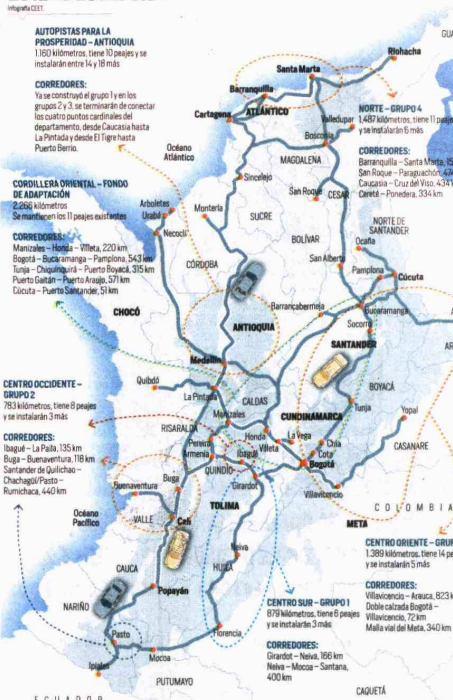 Infografía CEET.
AUTOPISTAS PARA LA
PROSPERIDAD – ANTIOQUIA
1.160 kilómetros, tiene 10 peajes y se
instalarán entre 14 y 18 más
CORREDORES:
Ya se construyó el grupo 1 y en los
grupos 2 y 3, se terminarán de conectar
los cuatro puntos cardinales del
departamento, desde Caucasia hasta
La Pintada y desde El Tigre hasta
Puerto Berrío.
Riohacha
Santa Marta
Barranquilla
ATLÁNTICO
Cartagena
Valledupar
Bosconia
NORTE – GRUPO 4
1.487 kilómetros, tiene 11 peaje
y se instalarán 6 más
CORREDORES:
Barranquilla – Santa Marta,
San Roque – Paraguachón,
Caucasia – Cruz del Viso, 434
Cereté – Ponedera, 334 km
Océano
Atlántico
MAGDALENA
Sincelejo
San Roque
CESAR
CORDILLERA ORIENTAL – FONDO
DE ADAPTACIÓN
2.266 kilómetros
Se mantienen los 11 peajes existentes
CORREDORES:
Manizales – Honda – Villeta, 220 km
Bogotá – Bucaramanga – Pamplona, 543 km
Tunja – Chiquinquirá – Puerto Boyacá, 315 km
Puerto Gaitán – Puerto Araújo, 571 km
Cúcuta – Puerto Santander, 51 km
Arboletes
Urabá
Necoclí
Montería
SUCRE
BOLÍVAR
CÓRDOBA
NORTE DE
SANTANDER
Ocaña
San Alberto
Pamplona
Cúcuta
Barrancabermeja
Bucaramanga
Socorro
SANTANDER
CHOCÓ
ANTIOQUIA
Medellín
Quibdó
La Pintada
CALDAS
BOYACÁ
Tunja
Yopal
CASANARE
CENTRO OCCIDENTE –
GRUPO 2
783 kilómetros, tiene 8 peajes
y se instalarán 3 más
CORREDORES:
Ibagué – La Paila, 135 km
Buga – Buenaventura, 118 km
Santander de Quilichao –
Chachagüí/Pasto –
Rumichaca, 440 km
Manizales
RISARALDA
Pereira
Armenia
QUINDÍO
Honda
Ibagué
Villeta
La Vega
CUNDINAMARCA
Chía
Cota
Bogotá
Girardot
Villavicencio
Buga
Buenaventura
TOLIMA
Océano
Pacífico
VALLE
Cali
COLOMBIA
META
Neiva
HUILA
CAUCA
Popayán
NARIÑO
Pasto
Ipiales
Mocoa
Florencia
PUTUMAYO
CAQUETÁ
ECUADOR
CENTRO SUR – GRUPO 1
879 kilómetros, tiene 6 peajes
y se instalarán 3 más
CORREDORES:
Girardot – Neiva, 166 km
Neiva – Mocoa – Santana,
400 km
CENTRO ORIENTE – GRUP
1.389 kilómetros, tiene 14 pe
y se instalarán 5 más
CORREDORES:
Villavicencio – Arauca, 823 k
Doble calzada Bogotá –
Villavicencio, 72 km
Malla vial del Meta, 340 km